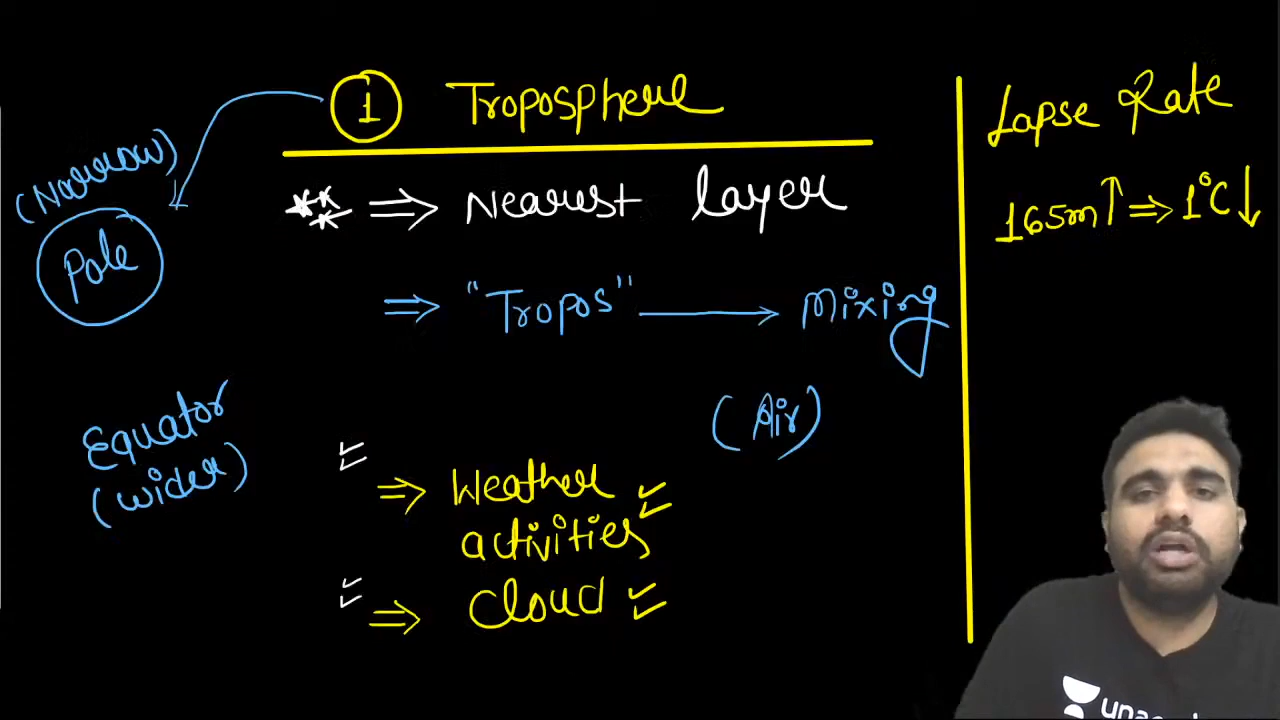 1 Troposphere
** * ⇒ Nearest layer
⇒ "Tropos" → Mixing
(Air)
⇒ Weather
activities
⇒ Cloud
(Narrow)
Pole
Equator
(wider)
Lapse Rate
165m↑ ⇒ 1°C↓